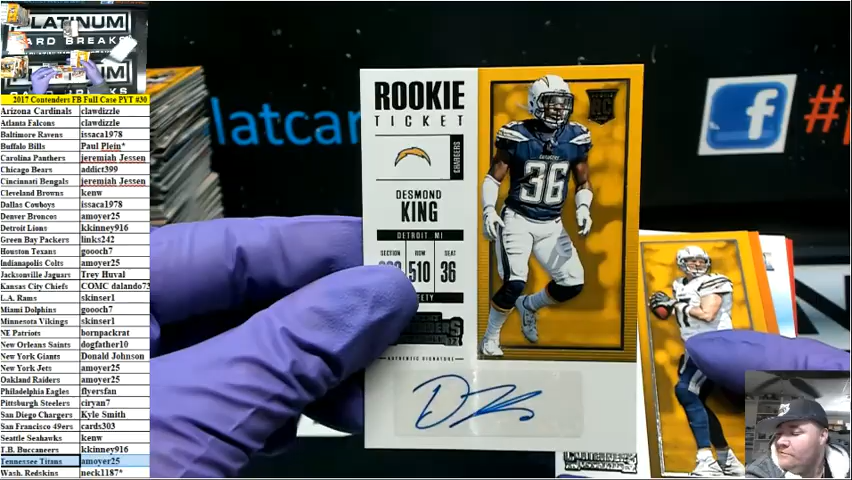 PLATINUM
CARD BREAKS
2017 Contenders FB Full Case PYT #30
Arizona Cardinals clawdizzle
Atlanta Falcons clawdizzle
Baltimore Ravens issaca1978
Buffalo Bills Paul Plein*
Carolina Panthers jeremiah Jessen
Chicago Bears addict399
Cincinnati Bengals jeremiah Jessen
Cleveland Browns kenw
Dallas Cowboys issaca1978
Denver Broncos amoyer25
Detroit Lions kkinney916
Green Bay Packers links242
Houston Texans goooch7
Indianapolis Colts amoyer25
Jacksonville Jaguars Trey Huval
Kansas City Chiefs COMC dalando73
L.A. Rams skinser1
Miami Dolphins goooch7
Minnesota Vikings skinser1
NE Patriots bornpackrat
New Orleans Saints dogfather10
New York Giants Donald Johnson
New York Jets amoyer25
Oakland Raiders amoyer25
Philadelphia Eagles flyersfan
Pittsburgh Steelers ciryan7
San Diego Chargers Kyle Smith
San Francisco 49ers cards303
Seattle Seahawks kenw
T.B. Buccaneers kkinney916
Tennessee Titans amoyer25
Wash. Redskins neck1187*
latcar
f
#
ROOKIE
TICKET
CHARGERS
DESMOND
KING
DETROIT MI
SECTION ROW SEAT
510 36
AUTHENTIC SIGNATURE
RC
CHARGERS
36